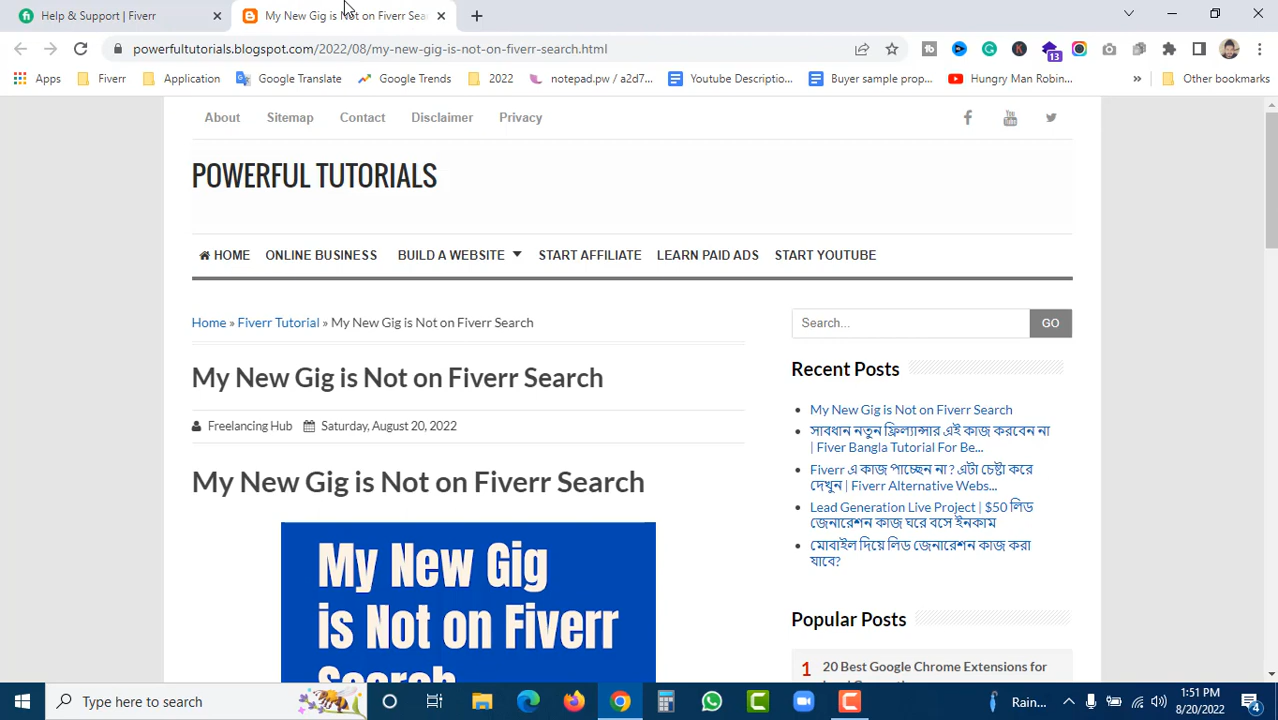 Help & Support | Fiverr
My New Gig is Not on Fiverr Sea
powerfultutorials.blogspot.com/2022/08/my-new-gig-is-not-on-fiverr-search.html
13
Apps
Fiverr
Application
Google Translate
Google Trends
2022
notepad.pw / a2d7...
Youtube Descriptio...
Buyer sample prop...
Hungry Man Robin...
»
Other bookmarks
About
Sitemap
Contact
Disclaimer
Privacy
POWERFUL TUTORIALS
HOME
ONLINE BUSINESS
BUILD A WEBSITE
START AFFILIATE
LEARN PAID ADS
START YOUTUBE
Home » Fiverr Tutorial » My New Gig is Not on Fiverr Search
My New Gig is Not on Fiverr Search
Freelancing Hub
Saturday, August 20, 2022
My New Gig is Not on Fiverr Search
My New Gig
is Not on Fiverr
Search
Search...
GO
Recent Posts
My New Gig is Not on Fiverr Search
সাবধান নতুন ফ্রিল্যান্সার এই কাজ করবেন না
| Fiver Bangla Tutorial For Be...
Fiverr এ কাজ পাচ্ছেন না ? এটা চেষ্টা করে
দেখুন | Fiverr Alternative Webs...
Lead Generation Live Project | $50 লিড
জেনারেশন কাজ ঘরে বসে ইনকাম
মোবাইল দিয়ে লিড জেনারেশন কাজ করা
যাবে?
Popular Posts
1
20 Best Google Chrome Extensions for
Type here to search
Rain...
1:51 PM
8/20/2022
4